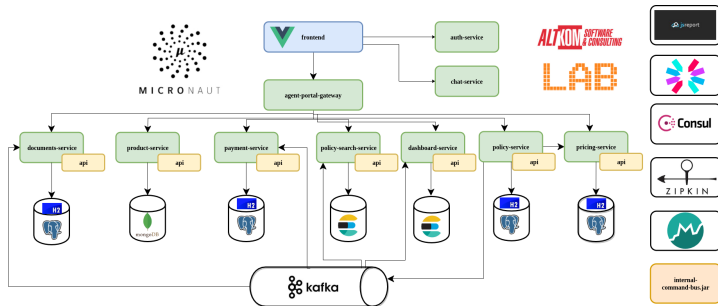 μ
MICRONAUT
frontend
auth-service
chat-service
agent-portal-gateway
ALTKOM SOFTWARE
& CONSULTING
LAB
jsreport
Consul
ZIPKIN
internal-
command-bus.jar
documents-service
api
product-service
api
payment-service
api
policy-search-service
api
dashboard-service
api
policy-service
api
pricing-service
api
H2
mongoDB
H2
H2
H2
kafka